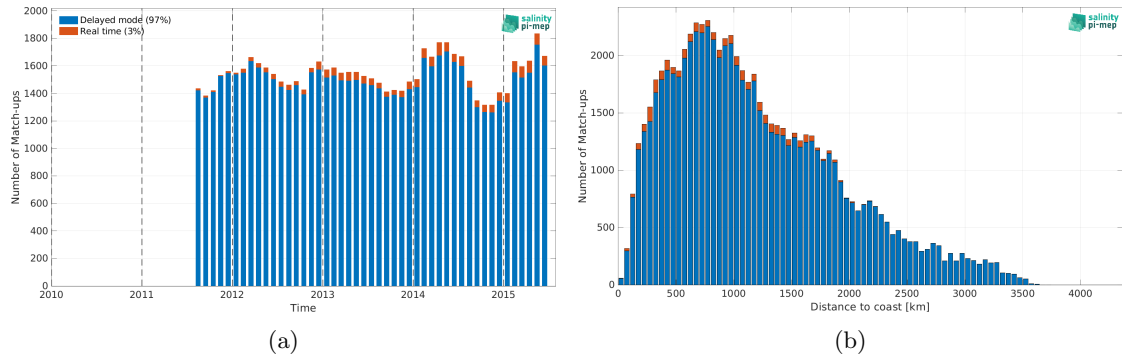 2000
1800
1600
1400
1200
1000
800
600
400
200
0
Number of Match-ups
Delayed mode (97%)
Real time (3%)
salinity
pi-mep
2010
2011
2012
2013
2014
2015
Time
(a)
2000
1500
1000
500
0
Number of Match-ups
salinity
pi-mep
0
500
1000
1500
2000
2500
3000
3500
4000
Distance to coast [km]
(b)